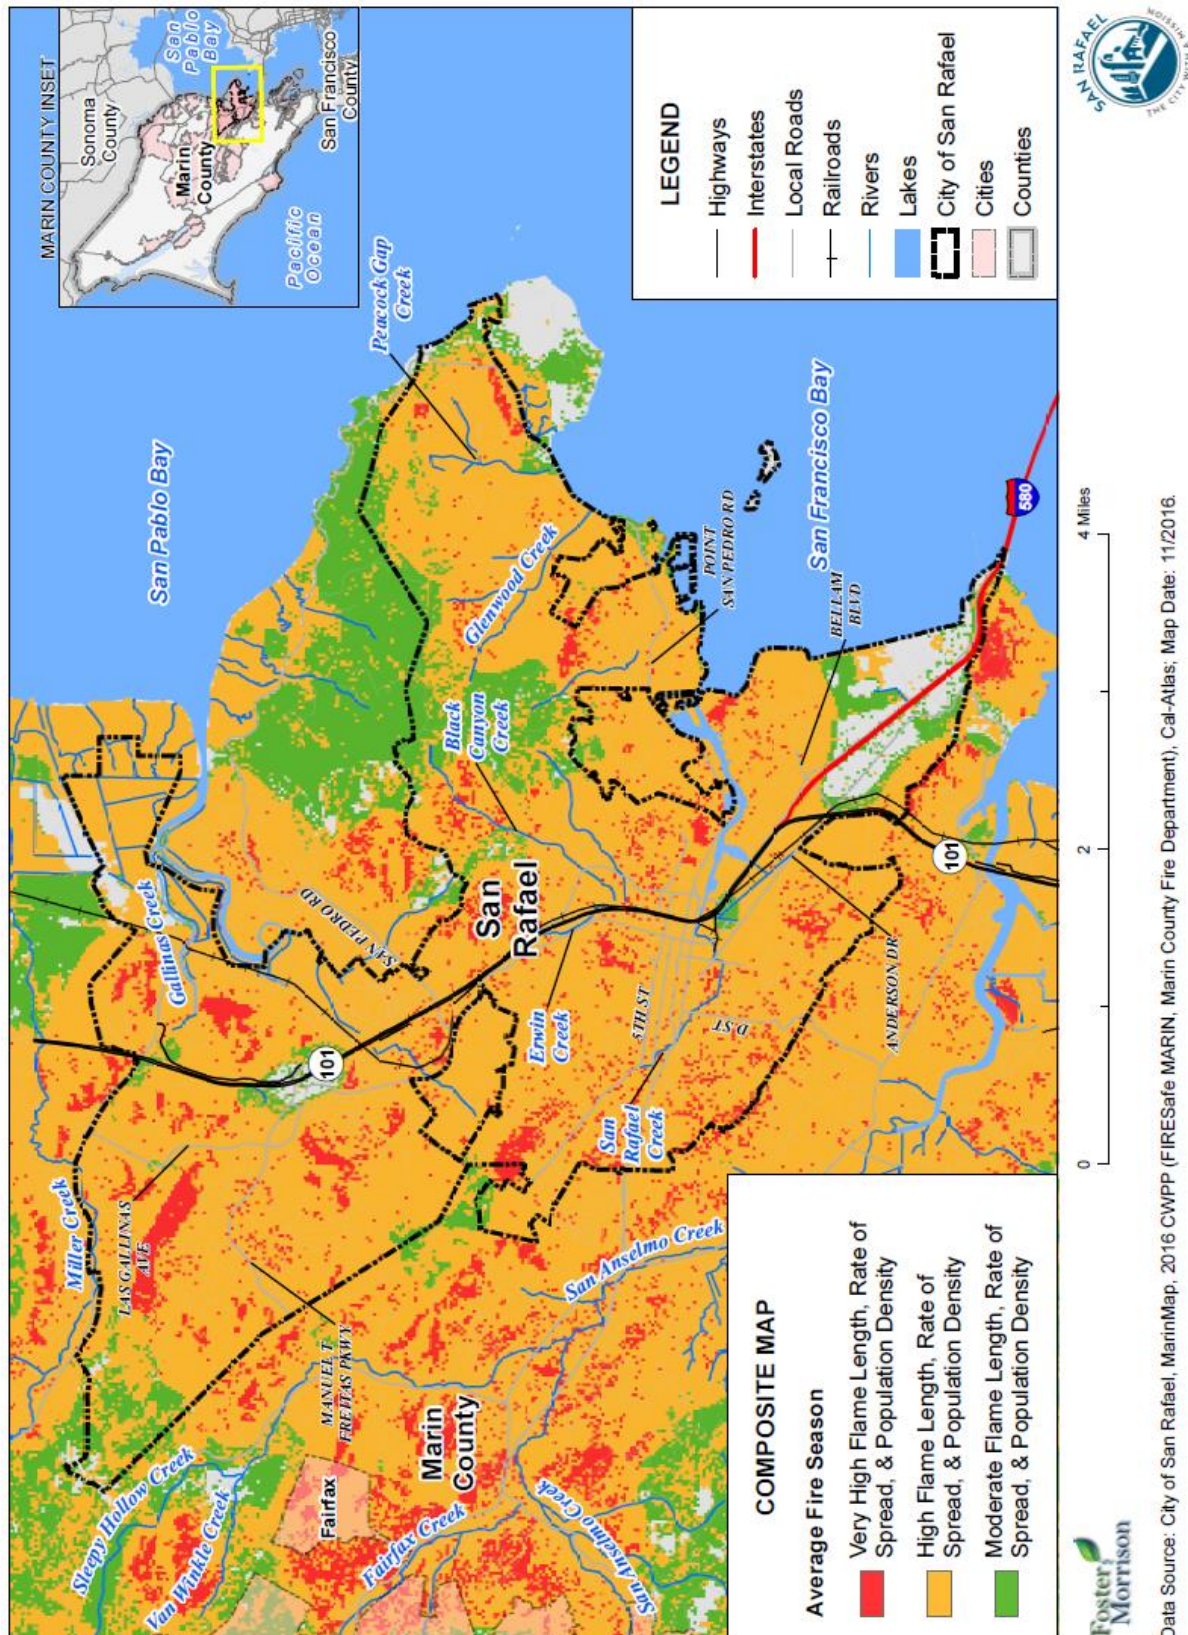 MARIN COUNTY INSET
Sonoma
County
San
Pablo
Bay
Marin
County
Pacific
Ocean
San Francisco
County
San Pablo Bay
Peacock Gap
Creek
Miller Creek
Gallinas Creek
LAS GALLINAS
AVE
101
SAN PEDRO RD
Black
Canyon
Creek
Glenwood Creek
Sleepy Hollow Creek
Van Winkle Creek
MANUEL T
FREITAS PKWY
San
Rafael
Erwin
Creek
POINT
SAN PEDRO RD
Fairfax
Marin
County
Fairfax Creek
San Anselmo Creek
San Anselmo Creek
San
Rafael
Creek
5TH ST
D ST
BELLAM
BLVD
San Francisco Bay
ANDERSON DR
101
580
COMPOSITE MAP
Average Fire Season
Very High Flame Length, Rate of
Spread, & Population Density
High Flame Length, Rate of
Spread, & Population Density
Moderate Flame Length, Rate of
Spread, & Population Density
LEGEND
Highways
Interstates
Local Roads
Railroads
Rivers
Lakes
City of San Rafael
Cities
Counties
0
2
4 Miles
Foster
Morrison
SAN RAFAEL
THE CITY WITH A MISSION
Data Source: City of San Rafael, MarinMap, 2016 CWPP (FIRESafe MARIN, Marin County Fire Department), Cal-Atlas; Map Date: 11/2016.